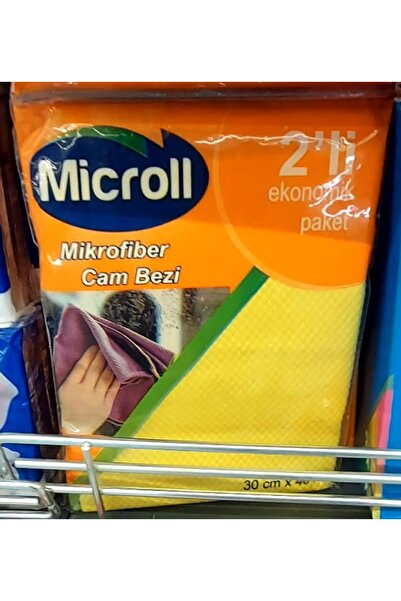 Microll
2'li
ekonomik
paket
Mikrofiber
Cam Bezi
30 cm x 40